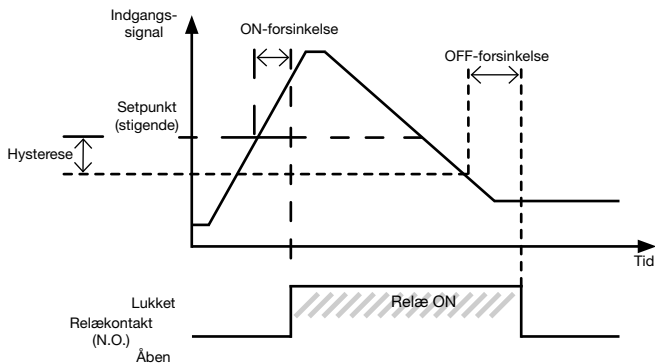 Indgangs-
signal
ON-forsinkelse
OFF-forsinkelse
Setpunkt
(stigende)
Hysterese
Tid
Lukket
Relæ ON
Relækontakt
(N.O.)
Åben